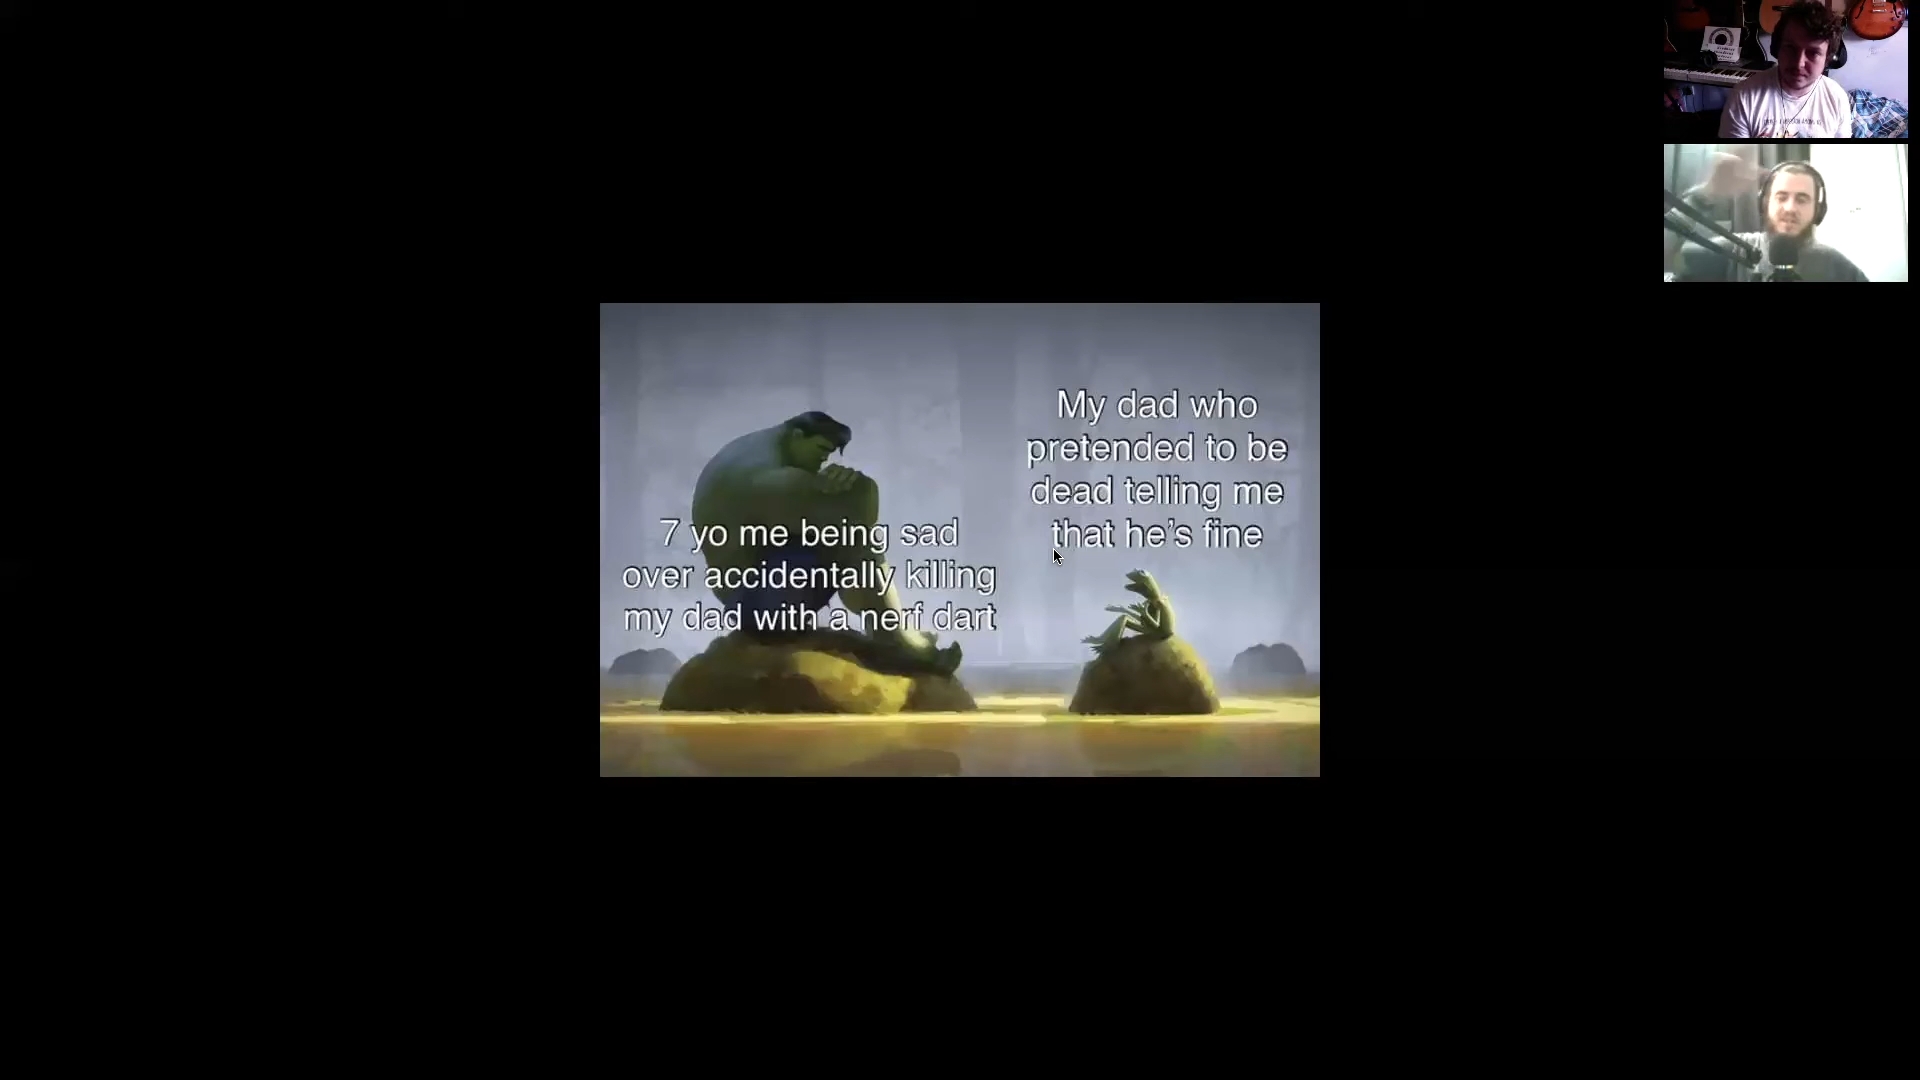 My dad who
pretended to be
dead telling me
that he's fine
7 yo me being sad
over accidentally killing
my dad with a nerf dart